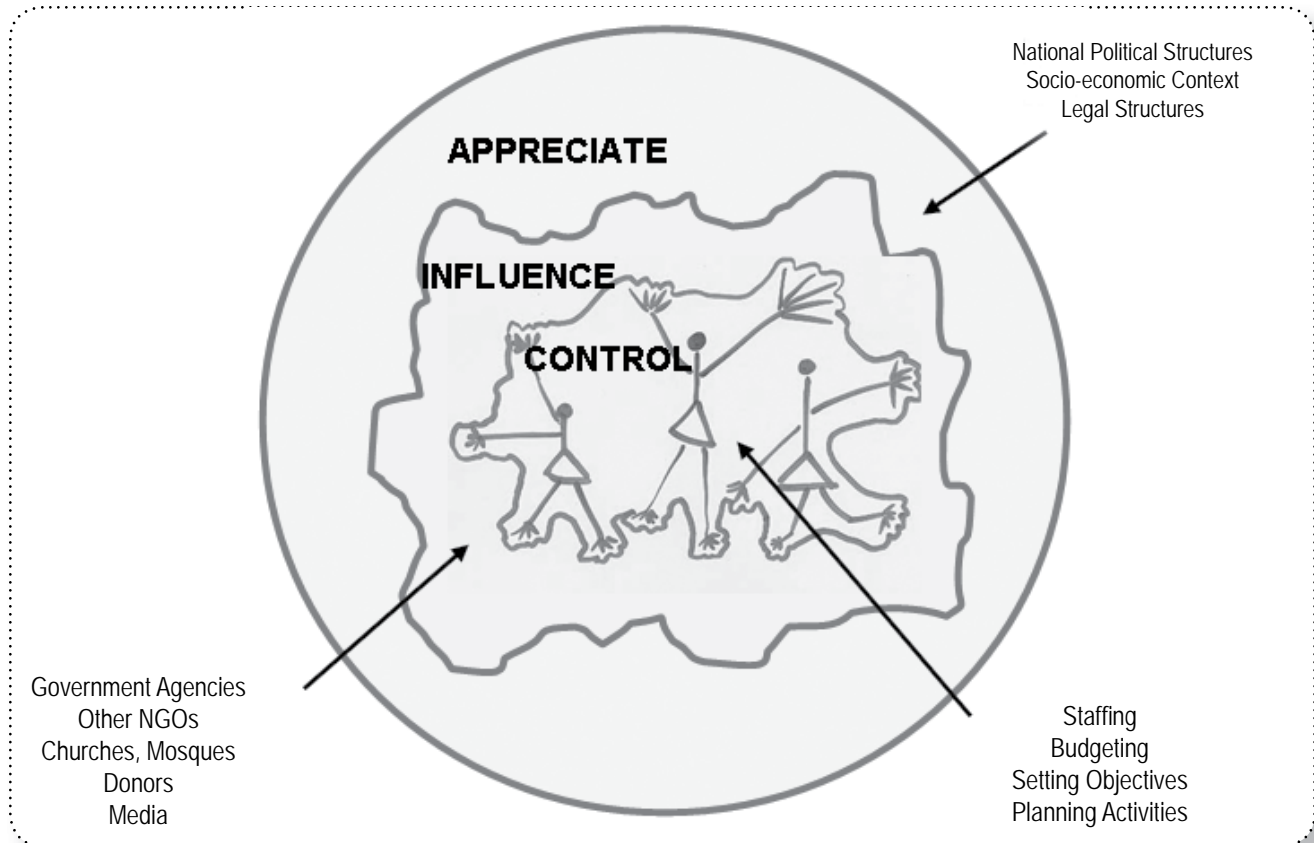 National Political Structures
Socio-economic Context
Legal Structures
APPRECIATE
INFLUENCE
CONTROL
Government Agencies
Other NGOs
Churches, Mosques
Donors
Media
Staffing
Budgeting
Setting Objectives
Planning Activities